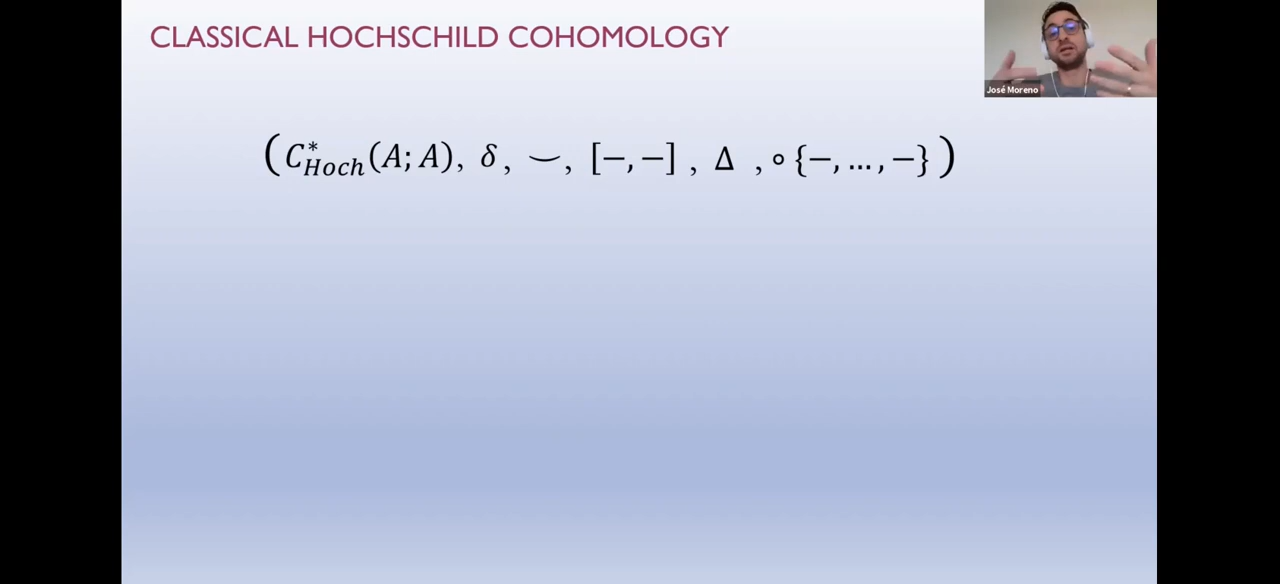 CLASSICAL HOCHSCHILD COHOMOLOGY
José Moreno
(C*Hoch(A; A), δ, ⌣, [−,−], Δ, ∘{−, …, −})